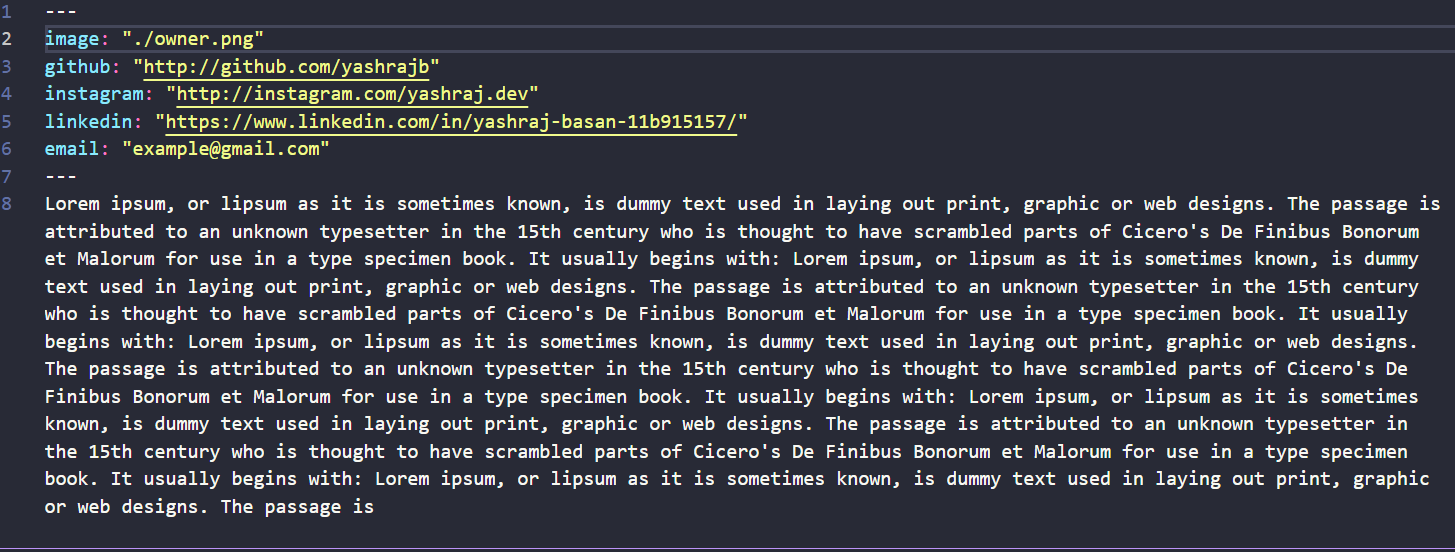 1 ---
2 image: "./owner.png"
3 github: "http://github.com/yashrajb"
4 instagram: "http://instagram.com/yashraj.dev"
5 linkedin: "https://www.linkedin.com/in/yashraj-basan-11b915157/"
6 email: "example@gmail.com"
7 ---
8 Lorem ipsum, or lipsum as it is sometimes known, is dummy text used in laying out print, graphic or web designs. The passage is
attributed to an unknown typesetter in the 15th century who is thought to have scrambled parts of Cicero's De Finibus Bonorum
et Malorum for use in a type specimen book. It usually begins with: Lorem ipsum, or lipsum as it is sometimes known, is dummy
text used in laying out print, graphic or web designs. The passage is attributed to an unknown typesetter in the 15th century
who is thought to have scrambled parts of Cicero's De Finibus Bonorum et Malorum for use in a type specimen book. It usually
begins with: Lorem ipsum, or lipsum as it is sometimes known, is dummy text used in laying out print, graphic or web designs.
The passage is attributed to an unknown typesetter in the 15th century who is thought to have scrambled parts of Cicero's De
Finibus Bonorum et Malorum for use in a type specimen book. It usually begins with: Lorem ipsum, or lipsum as it is sometimes
known, is dummy text used in laying out print, graphic or web designs. The passage is attributed to an unknown typesetter in
the 15th century who is thought to have scrambled parts of Cicero's De Finibus Bonorum et Malorum for use in a type specimen
book. It usually begins with: Lorem ipsum, or lipsum as it is sometimes known, is dummy text used in laying out print, graphic
or web designs. The passage is